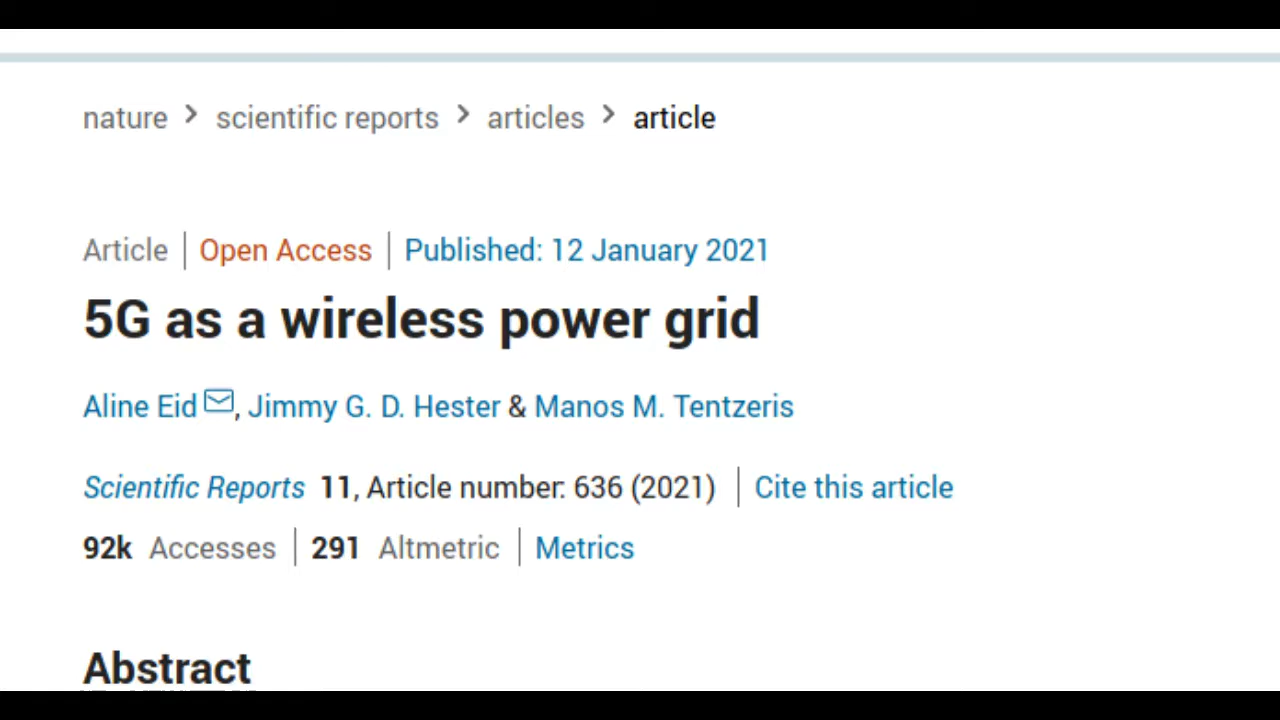 nature > scientific reports > articles > article
Article | Open Access | Published: 12 January 2021
5G as a wireless power grid
Aline Eid, Jimmy G. D. Hester & Manos M. Tentzeris
Scientific Reports 11, Article number: 636 (2021) | Cite this article
92k Accesses | 291 Altmetric | Metrics
Abstract